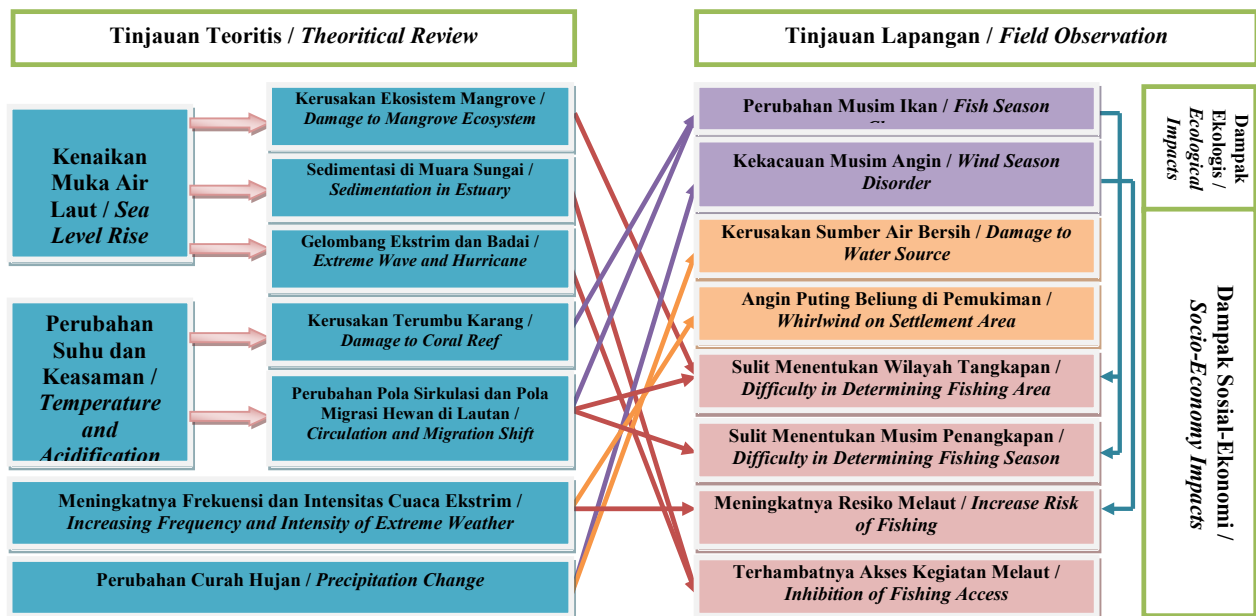 Tinjauan Teoritis / Theoritical Review
Tinjauan Lapangan / Field Observation
Kenaikan
Muka Air
Laut / Sea
Level Rise
Kerusakan Ekosistem Mangrove /
Damage to Mangrove Ecosystem
Sedimentasi di Muara Sungai /
Sedimentation in Estuary
Gelombang Ekstrim dan Badai /
Extreme Wave and Hurricane
Perubahan
Suhu dan
Keasaman /
Temperature
and
Acidification
Kerusakan Terumbu Karang /
Damage to Coral Reef
Perubahan Pola Sirkulasi dan Pola
Migrasi Hewan di Lautan /
Circulation and Migration Shift
Meningkatnya Frekuensi dan Intensitas Cuaca Ekstrim /
Increasing Frequency and Intensity of Extreme Weather
Perubahan Curah Hujan / Precipitation Change
Perubahan Musim Ikan / Fish Season
Kekacauan Musim Angin / Wind Season
Disorder
Kerusakan Sumber Air Bersih / Damage to
Water Source
Angin Puting Beliung di Pemukiman /
Whirlwind on Settlement Area
Sulit Menentukan Wilayah Tangkapan /
Difficulty in Determining Fishing Area
Sulit Menentukan Musim Penangkapan /
Difficulty in Determining Fishing Season
Meningkatnya Resiko Melaut / Increase Risk
of Fishing
Terhambatnya Akses Kegiatan Melaut /
Inhibition of Fishing Access
Dampak
Ekologis /
Ecological
Impacts
Dampak Sosial-Ekonomi /
Socio-Economy Impacts